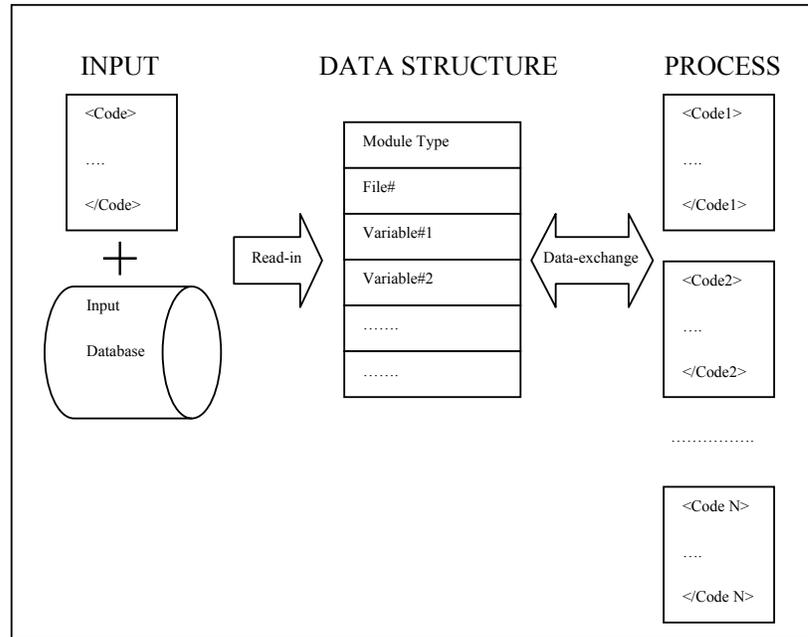 INPUT
DATA STRUCTURE
PROCESS
<Code>
....
</Code>
Input
Database
Read-in
Module Type
File#
Variable#1
Variable#2
.......
.......
Data-exchange
<Code1>
....
</Code1>
<Code2>
....
</Code2>
................
<Code N>
....
</Code N>